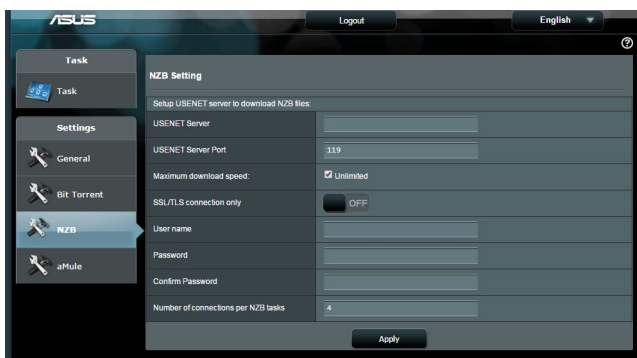 ASUS
Logout
English
?
Task
Task
Settings
General
Bit Torrent
NZB
aMule
NZB Setting
Setup USENET server to download NZB files:
USENET Server
USENET Server Port 119
Maximum download speed: Unlimited
SSL/TLS connection only OFF
User name
Password
Confirm Password
Number of connections per NZB tasks 4
Apply